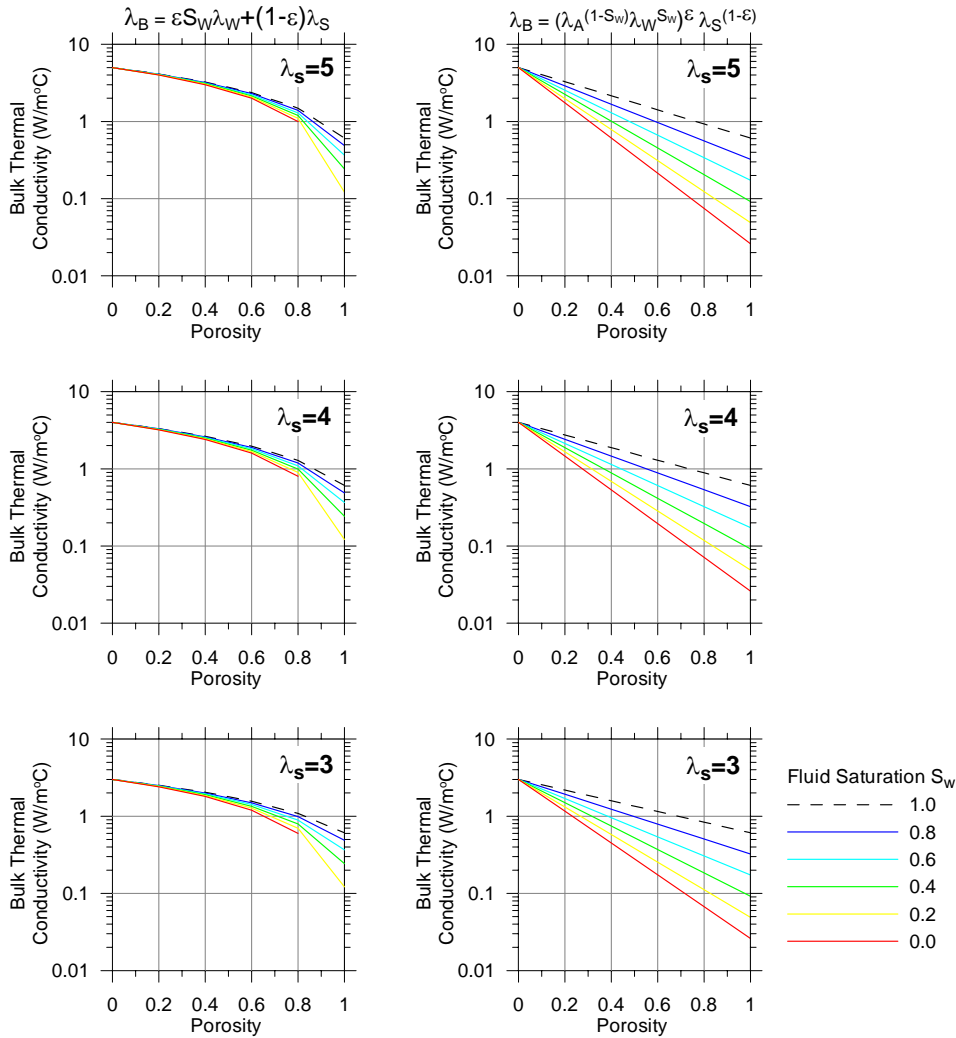 λB = εSWλW+(1-ε)λS
λB = (λA(1-SW)λWSW)ε λS(1-ε)
λs=5
10
1
0.1
0.01
Bulk Thermal
Conductivity (W/moC)
0 0.2 0.4 0.6 0.8 1
Porosity
λs=5
10
1
0.1
0.01
Bulk Thermal
Conductivity (W/moC)
0 0.2 0.4 0.6 0.8 1
Porosity
λs=4
10
1
0.1
0.01
Bulk Thermal
Conductivity (W/moC)
0 0.2 0.4 0.6 0.8 1
Porosity
λs=4
10
1
0.1
0.01
Bulk Thermal
Conductivity (W/moC)
0 0.2 0.4 0.6 0.8 1
Porosity
λs=3
10
1
0.1
0.01
Bulk Thermal
Conductivity (W/moC)
0 0.2 0.4 0.6 0.8 1
Porosity
λs=3
10
1
0.1
0.01
Bulk Thermal
Conductivity (W/moC)
0 0.2 0.4 0.6 0.8 1
Porosity
Fluid Saturation Sw
1.0
0.8
0.6
0.4
0.2
0.0